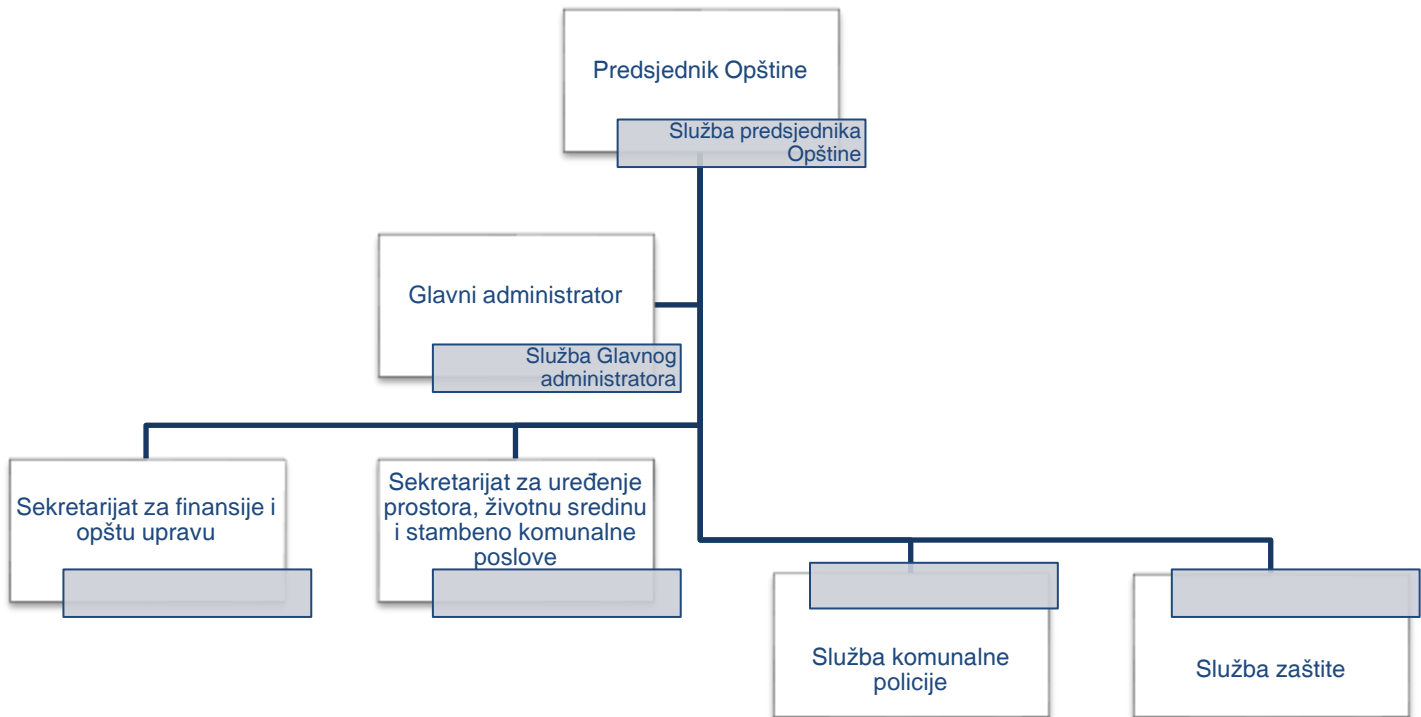 Predsjednik Opštine
Služba predsjednika
Opštine
Glavni administrator
Služba Glavnog
administratora
Sekretarijat za finansije i
opštu upravu
Sekretarijat za uređenje
prostora, životnu sredinu
i stambeno komunalne
poslove
Služba komunalne
policije
Služba zaštite